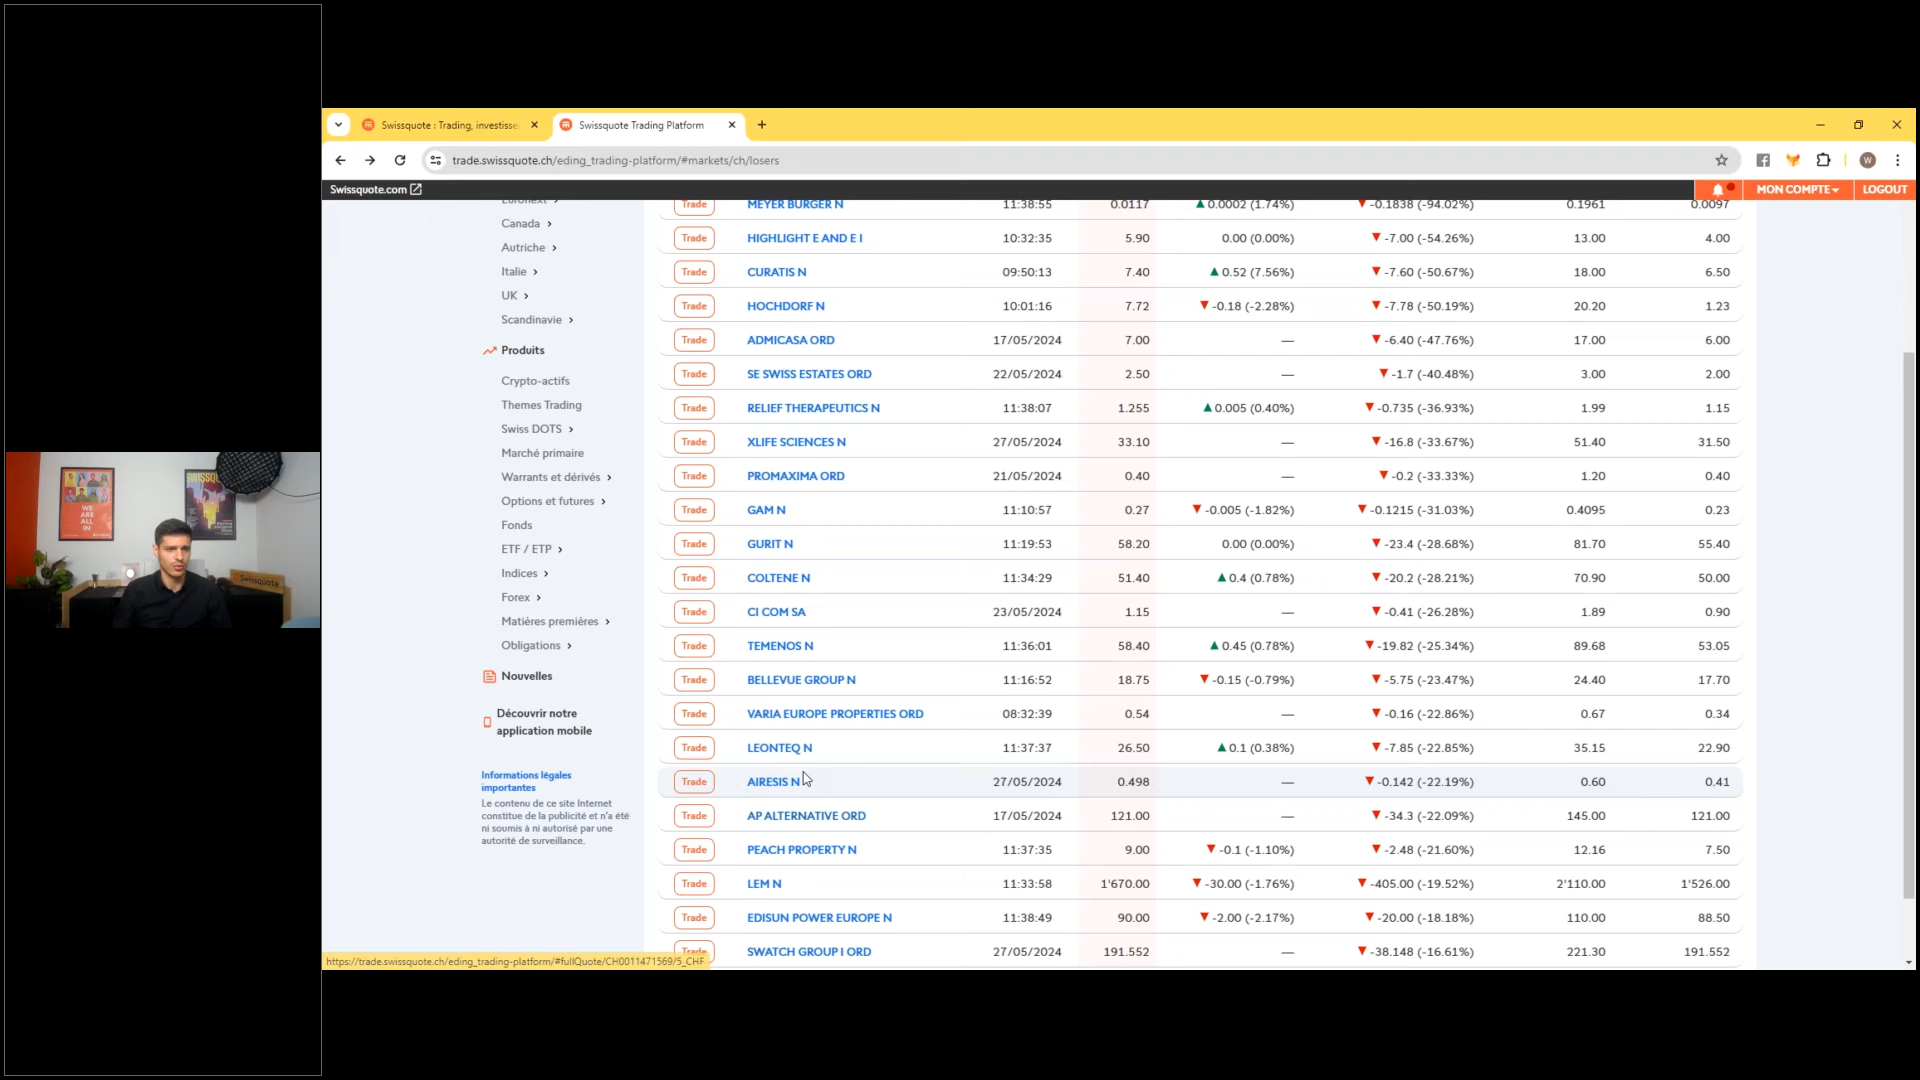 Swissquote : Trading, investisse
Swissquote Trading Platform
trade.swissquote.ch/eding_trading-platform/#markets/ch/losers
W
Swissquote.com
MON COMPTE
LOGOUT
Euronext
Canada
Autriche
Italie
UK
Scandinavie
Produits
Crypto-actifs
Themes Trading
Swiss DOTS
Marché primaire
Warrants et dérivés
Options et futures
Fonds
ETF / ETP
Indices
Forex
Matières premières
Obligations
Nouvelles
Découvrir notre
application mobile
Informations légales
importantes
Le contenu de ce site Internet
constitue de la publicité et n'a été
ni soumis à ni autorisé par une
autorité de surveillance.
Trade MEYER BURGER N 11:38:55 0.0117 ▲ 0.0002 (1.74%) ▼ -0.1838 (-94.02%) 0.1961 0.0097
Trade HIGHLIGHT E AND E I 10:32:35 5.90 0.00 (0.00%) ▼ -7.00 (-54.26%) 13.00 4.00
Trade CURATIS N 09:50:13 7.40 ▲ 0.52 (7.56%) ▼ -7.60 (-50.67%) 18.00 6.50
Trade HOCHDORF N 10:01:16 7.72 ▼ -0.18 (-2.28%) ▼ -7.78 (-50.19%) 20.20 1.23
Trade ADMICASA ORD 17/05/2024 7.00 — ▼ -6.40 (-47.76%) 17.00 6.00
Trade SE SWISS ESTATES ORD 22/05/2024 2.50 — ▼ -1.7 (-40.48%) 3.00 2.00
Trade RELIEF THERAPEUTICS N 11:38:07 1.255 ▲ 0.005 (0.40%) ▼ -0.735 (-36.93%) 1.99 1.15
Trade XLIFE SCIENCES N 27/05/2024 33.10 — ▼ -16.8 (-33.67%) 51.40 31.50
Trade PROMAXIMA ORD 21/05/2024 0.40 — ▼ -0.2 (-33.33%) 1.20 0.40
Trade GAM N 11:10:57 0.27 ▼ -0.005 (-1.82%) ▼ -0.1215 (-31.03%) 0.4095 0.23
Trade GURIT N 11:19:53 58.20 0.00 (0.00%) ▼ -23.4 (-28.68%) 81.70 55.40
Trade COLTENE N 11:34:29 51.40 ▲ 0.4 (0.78%) ▼ -20.2 (-28.21%) 70.90 50.00
Trade CI COM SA 23/05/2024 1.15 — ▼ -0.41 (-26.28%) 1.89 0.90
Trade TEMENOS N 11:36:01 58.40 ▲ 0.45 (0.78%) ▼ -19.82 (-25.34%) 89.68 53.05
Trade BELLEVUE GROUP N 11:16:52 18.75 ▼ -0.15 (-0.79%) ▼ -5.75 (-23.47%) 24.40 17.70
Trade VARIA EUROPE PROPERTIES ORD 08:32:39 0.54 — ▼ -0.16 (-22.86%) 0.67 0.34
Trade LEONTEQ N 11:37:37 26.50 ▲ 0.1 (0.38%) ▼ -7.85 (-22.85%) 35.15 22.90
Trade AIRESIS N 27/05/2024 0.498 — ▼ -0.142 (-22.19%) 0.60 0.41
Trade AP ALTERNATIVE ORD 17/05/2024 121.00 — ▼ -34.3 (-22.09%) 145.00 121.00
Trade PEACH PROPERTY N 11:37:35 9.00 ▼ -0.1 (-1.10%) ▼ -2.48 (-21.60%) 12.16 7.50
Trade LEM N 11:33:58 1'670.00 ▼ -30.00 (-1.76%) ▼ -405.00 (-19.52%) 2'110.00 1'526.00
Trade EDISUN POWER EUROPE N 11:38:49 90.00 ▼ -2.00 (-2.17%) ▼ -20.00 (-18.18%) 110.00 88.50
Trade SWATCH GROUP I ORD 27/05/2024 191.552 — ▼ -38.148 (-16.61%) 221.30 191.552
https://trade.swissquote.ch/eding_trading-platform/#fullQuote/CH0011471569/5_CHF
WE
ARE
ALL
IN
SWISSQU
Swissquote